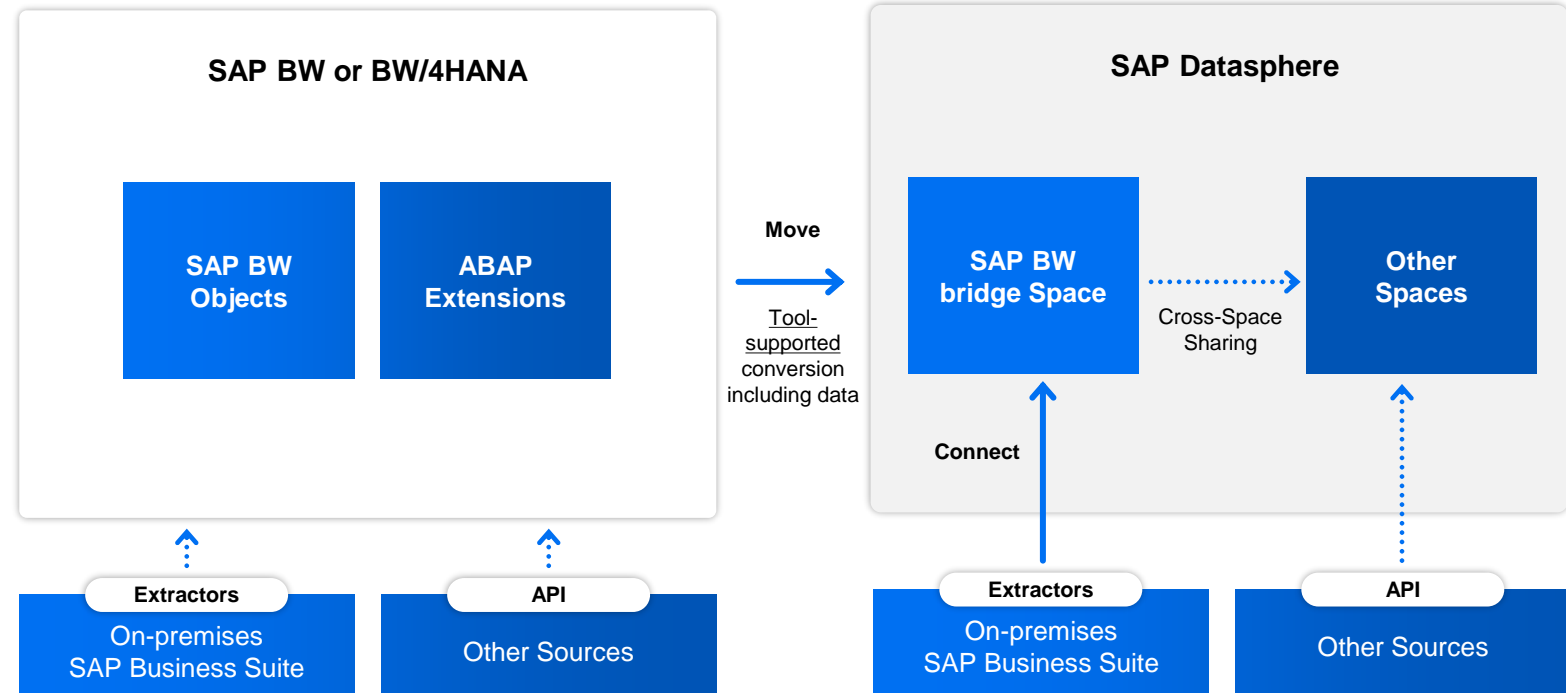 SAP BW or BW/4HANA
SAP BW
Objects
ABAP
Extensions
Extractors
On-premises
SAP Business Suite
API
Other Sources
Move
Tool-
supported
conversion
including data
SAP Datasphere
SAP BW
bridge Space
Cross-Space
Sharing
Other
Spaces
Connect
Extractors
On-premises
SAP Business Suite
API
Other Sources